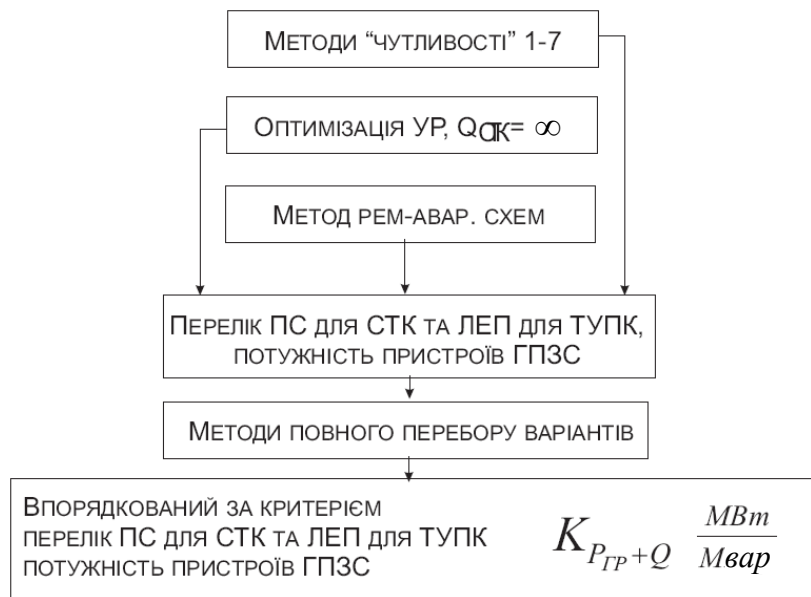 МЕТОДИ “ЧУТЛИВОСТІ” 1-7
ОПТИМІЗАЦІЯ УР, QСТК= ∞
МЕТОД РЕМ-АВАР. СХЕМ
ПЕРЕЛІК ПС ДЛЯ СТК ТА ЛЕП ДЛЯ ТУПК,
ПОТУЖНІСТЬ ПРИСТРОЇВ ГПЗС
МЕТОДИ ПОВНОГО ПЕРЕБОРУ ВАРІАНТІВ
ВПОРЯДКОВАНИЙ ЗА КРИТЕРІЄМ
ПЕРЕЛІК ПС ДЛЯ СТК ТА ЛЕП ДЛЯ ТУПК
ПОТУЖНІСТЬ ПРИСТРОЇВ ГПЗС
K P ГР +Q МВт
Мвар